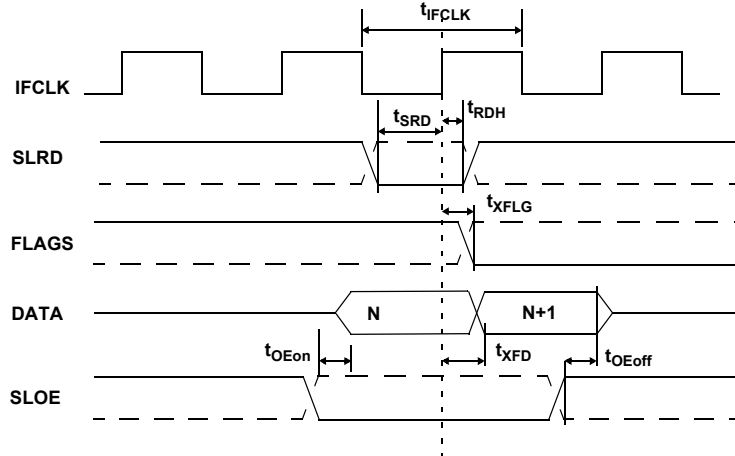 tIFCLK
IFCLK
tSRD
tRDH
SLRD
tXFLG
FLAGS
DATA
N
N+1
tOEon
tXFD
tOEoff
SLOE